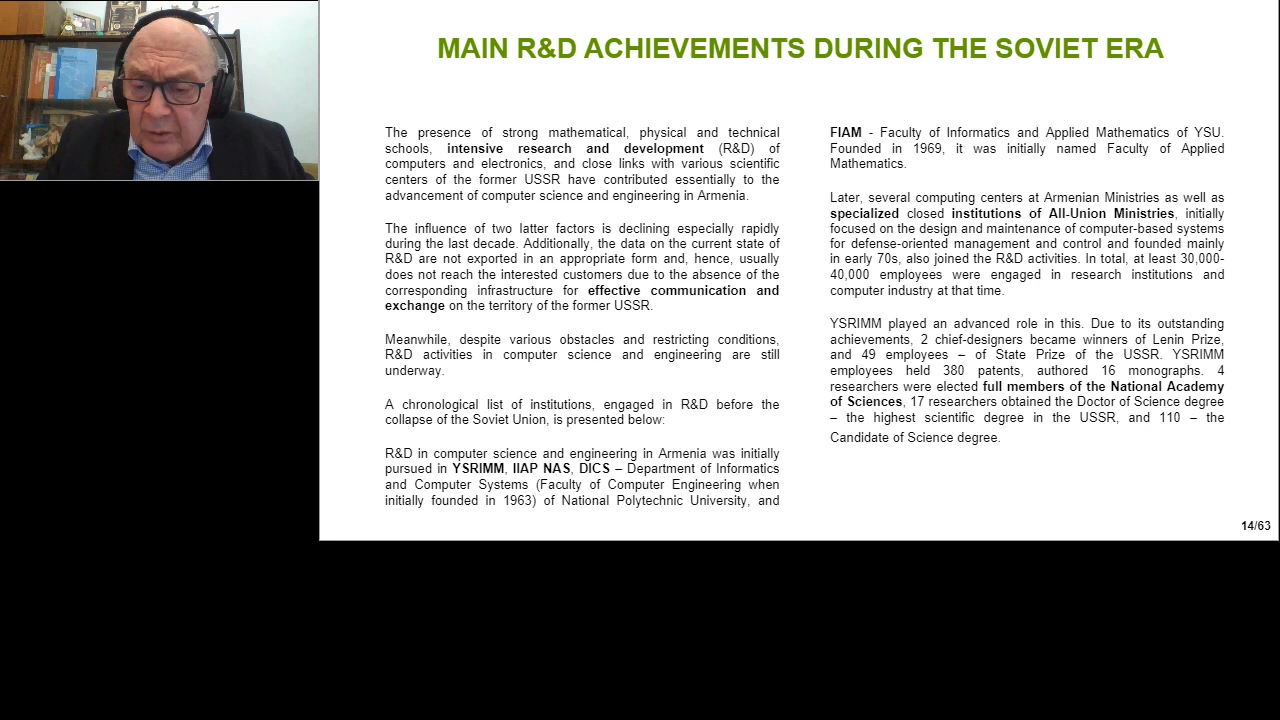 MAIN R&D ACHIEVEMENTS DURING THE SOVIET ERA
The presence of strong mathematical, physical and technical
schools, intensive research and development (R&D) of
computers and electronics, and close links with various scientific
centers of the former USSR have contributed essentially to the
advancement of computer science and engineering in Armenia.
The influence of two latter factors is declining especially rapidly
during the last decade. Additionally, the data on the current state of
R&D are not exported in an appropriate form and, hence, usually
does not reach the interested customers due to the absence of the
corresponding infrastructure for effective communication and
exchange on the territory of the former USSR.
Meanwhile, despite various obstacles and restricting conditions,
R&D activities in computer science and engineering are still
underway.
A chronological list of institutions, engaged in R&D before the
collapse of the Soviet Union, is presented below:
R&D in computer science and engineering in Armenia was initially
pursued in YSRIMM, IIAP NAS, DICS – Department of Informatics
and Computer Systems (Faculty of Computer Engineering when
initially founded in 1963) of National Polytechnic University, and
FIAM - Faculty of Informatics and Applied Mathematics of YSU.
Founded in 1969, it was initially named Faculty of Applied
Mathematics.
Later, several computing centers at Armenian Ministries as well as
specialized closed institutions of All-Union Ministries, initially
focused on the design and maintenance of computer-based systems
for defense-oriented management and control and founded mainly
in early 70s, also joined the R&D activities. In total, at least 30,000-
40,000 employees were engaged in research institutions and
computer industry at that time.
YSRIMM played an advanced role in this. Due to its outstanding
achievements, 2 chief-designers became winners of Lenin Prize,
and 49 employees – of State Prize of the USSR. YSRIMM
employees held 380 patents, authored 16 monographs. 4
researchers were elected full members of the National Academy
of Sciences, 17 researchers obtained the Doctor of Science degree
– the highest scientific degree in the USSR, and 110 – the
Candidate of Science degree.
14/63